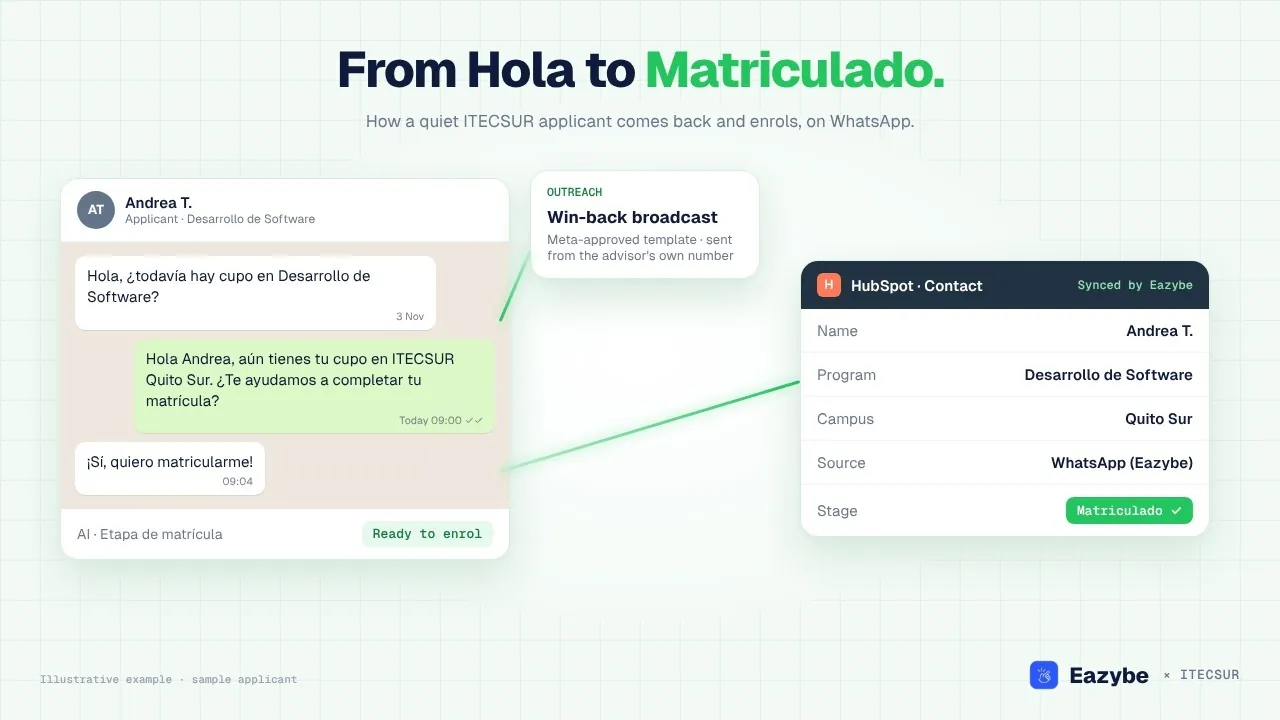 From Hola to Matriculado.
How a quiet ITECSUR applicant comes back and enrols, on WhatsApp.
AT
Andrea T.
Applicant · Desarrollo de Software
Hola, ¿todavía hay cupo en Desarrollo de
Software?
3 Nov
Hola Andrea, aún tienes tu cupo en ITECSUR
Quito Sur. ¿Te ayudamos a completar tu
matrícula?
Today 09:00 ✓✓
¡Sí, quiero matricularme!
09:04
AI · Etapa de matrícula
Ready to enrol
OUTREACH
Win-back broadcast
Meta-approved template · sent
from the advisor's own number
H HubSpot · Contact Synced by Eazybe
Name Andrea T.
Program Desarrollo de Software
Campus Quito Sur
Source WhatsApp (Eazybe)
Stage Matriculado ✓
Illustrative example · sample applicant
Eazybe × ITECSUR